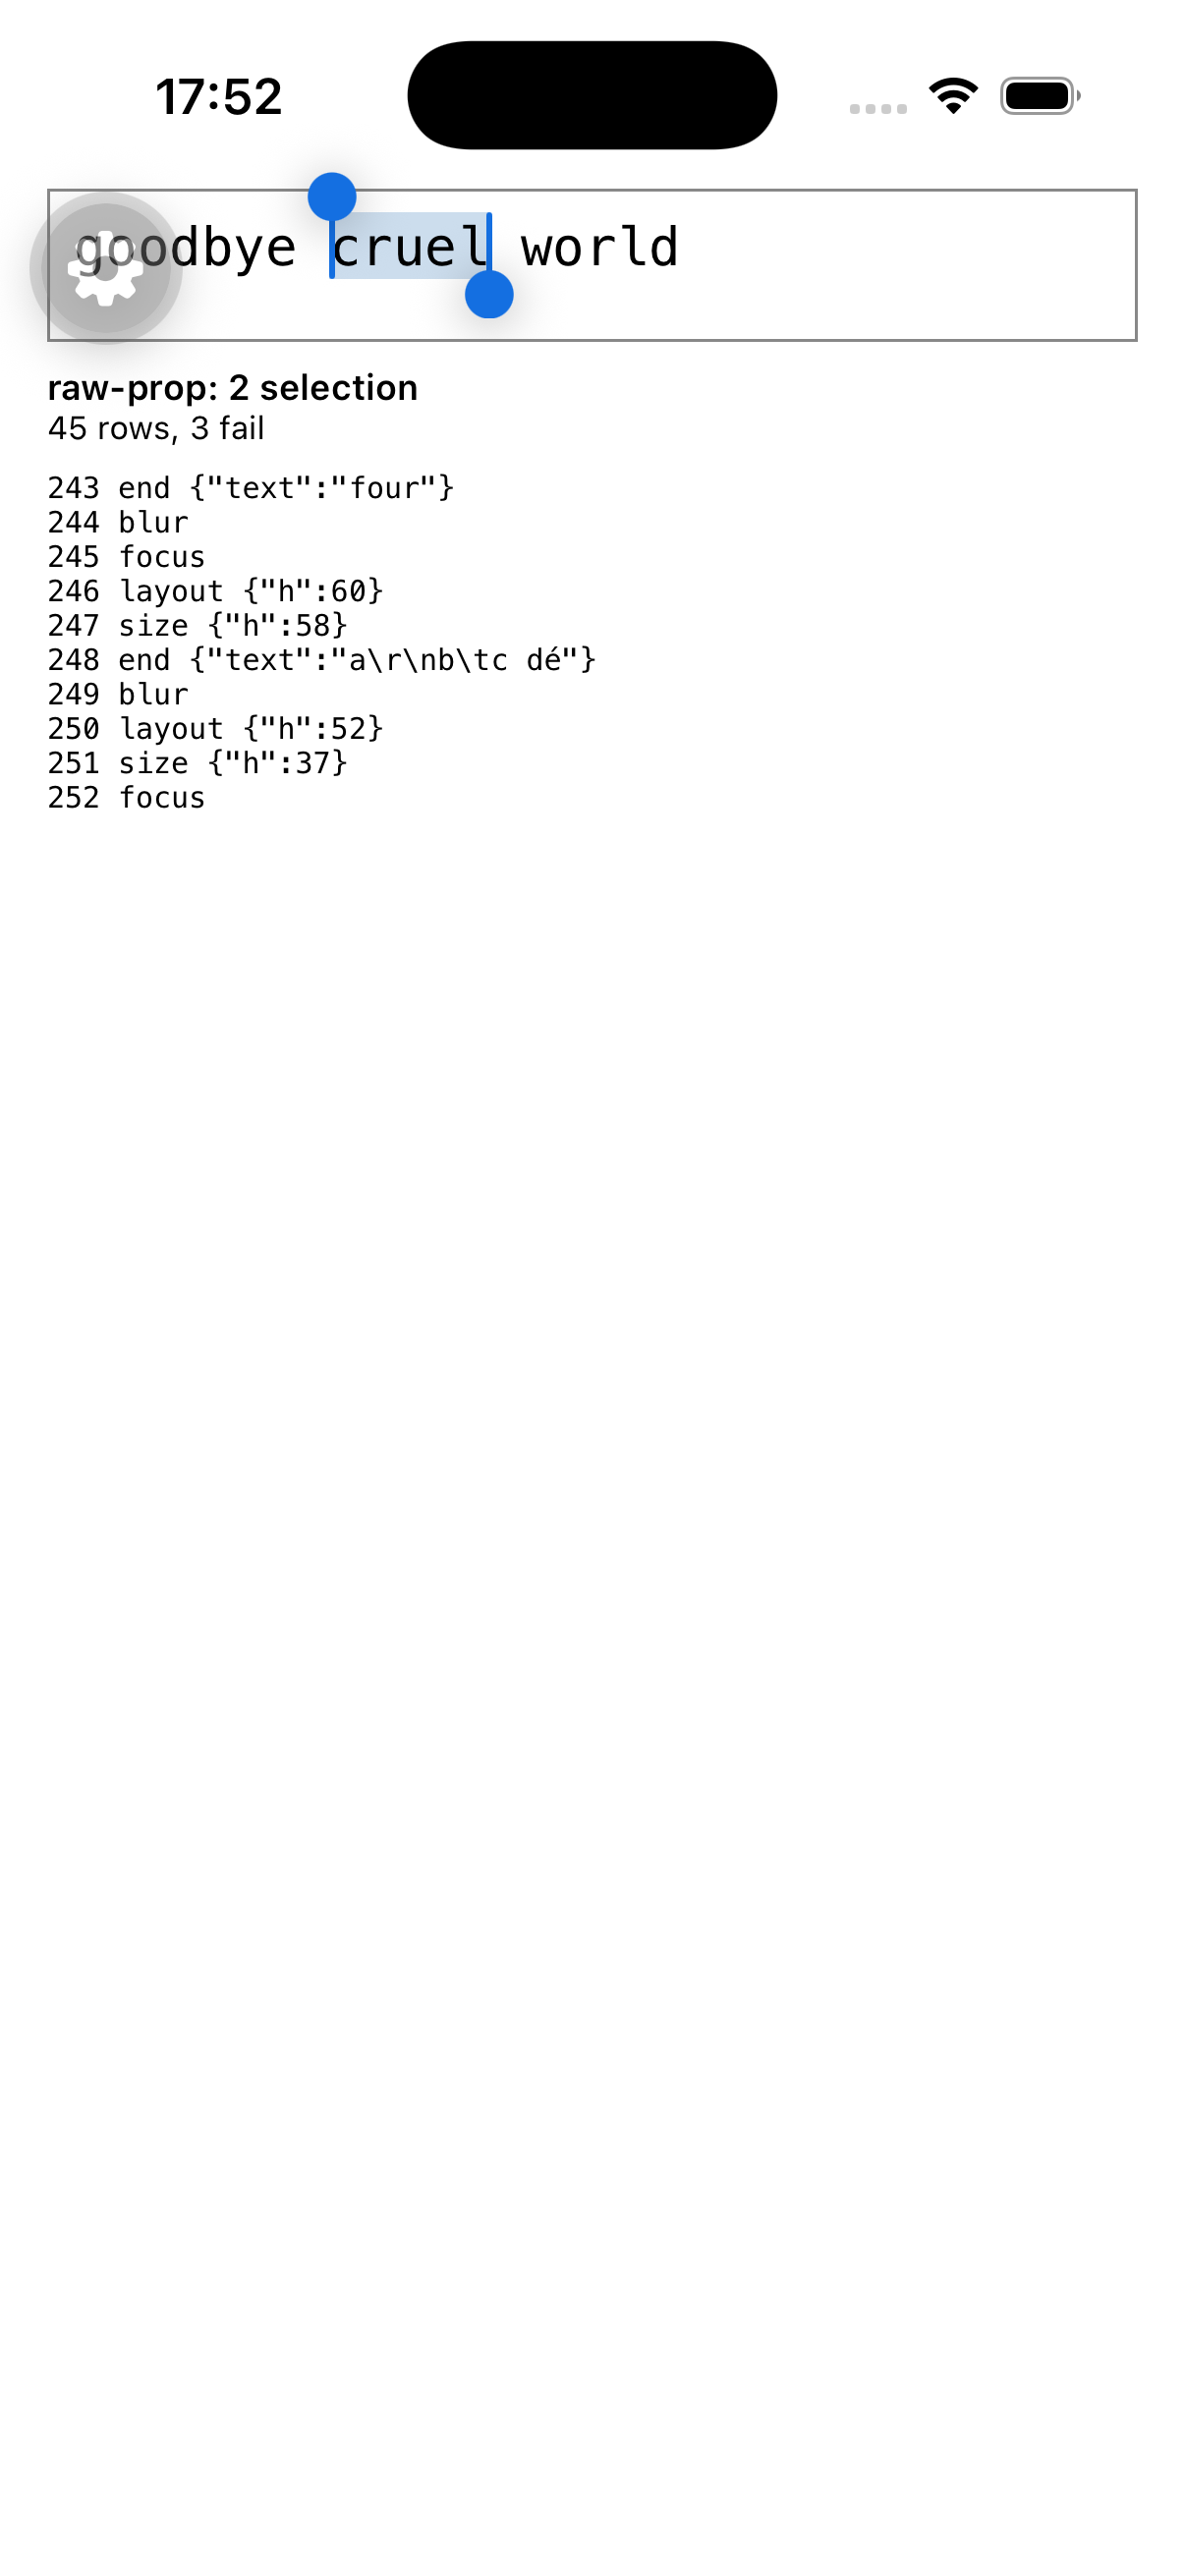 17:52
goodbye cruel world
raw-prop: 2 selection
45 rows, 3 fail
243 end {"text":"four"}
244 blur
245 focus
246 layout {"h":60}
247 size {"h":58}
248 end {"text":"a\r\nb\tc dé"}
249 blur
250 layout {"h":52}
251 size {"h":37}
252 focus